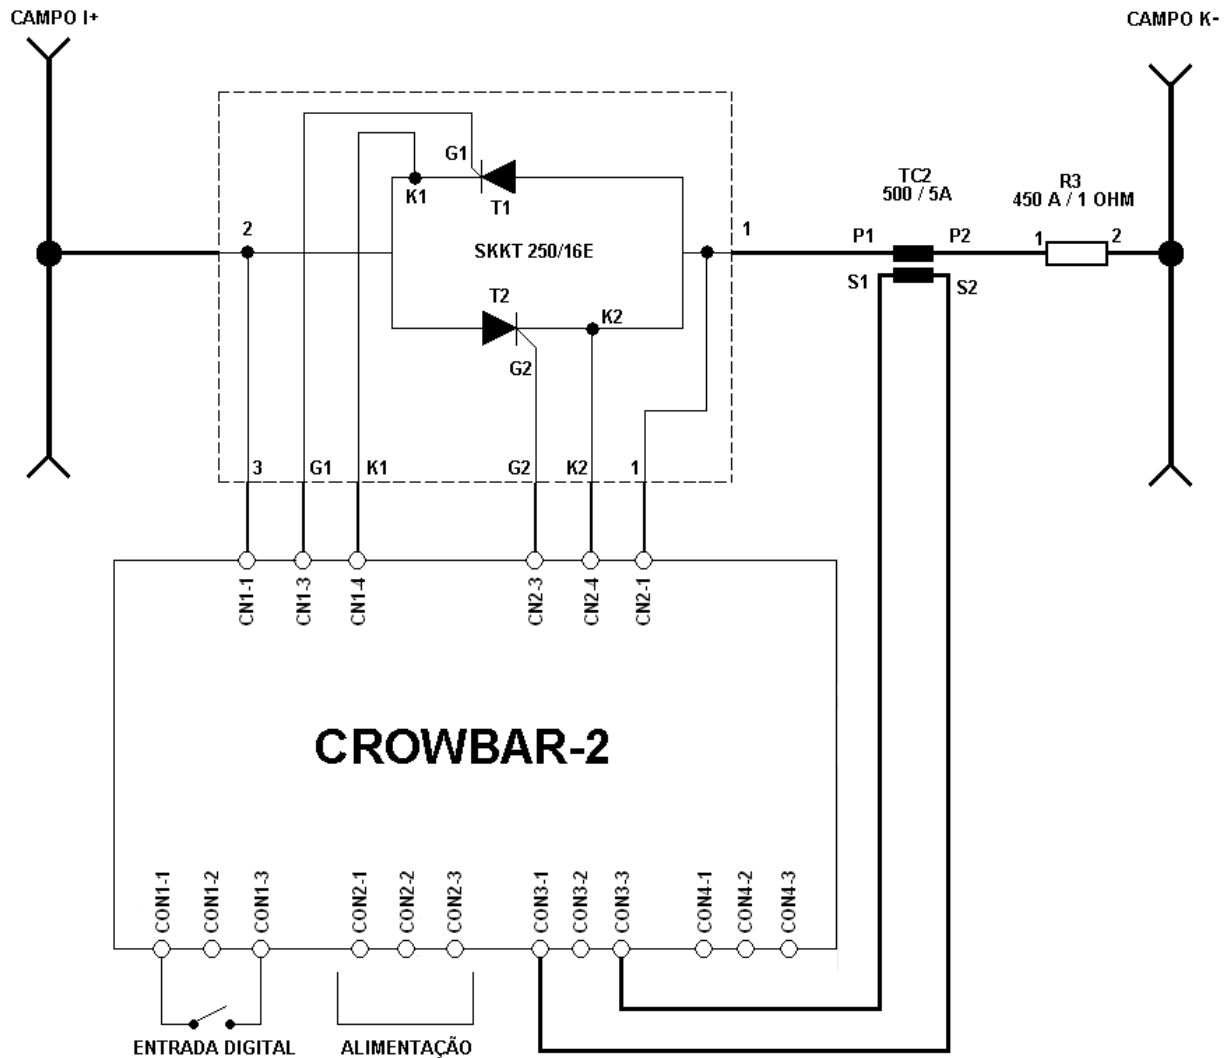 CAMPO I+
CAMPO K-
G1
K1
T1
TC2
500 / 5A
R3
450 A / 1 OHM
2
1
P1
P2
1
2
SKKT 250/16E
S1
S2
T2
K2
G2
3
G1
K1
G2
K2
1
CN1-1
CN1-3
CN1-4
CN2-3
CN2-4
CN2-1
CROWBAR-2
CON1-1
CON1-2
CON1-3
CON2-1
CON2-2
CON2-3
CON3-1
CON3-2
CON3-3
CON4-1
CON4-2
CON4-3
ENTRADA DIGITAL
ALIMENTAÇÃO